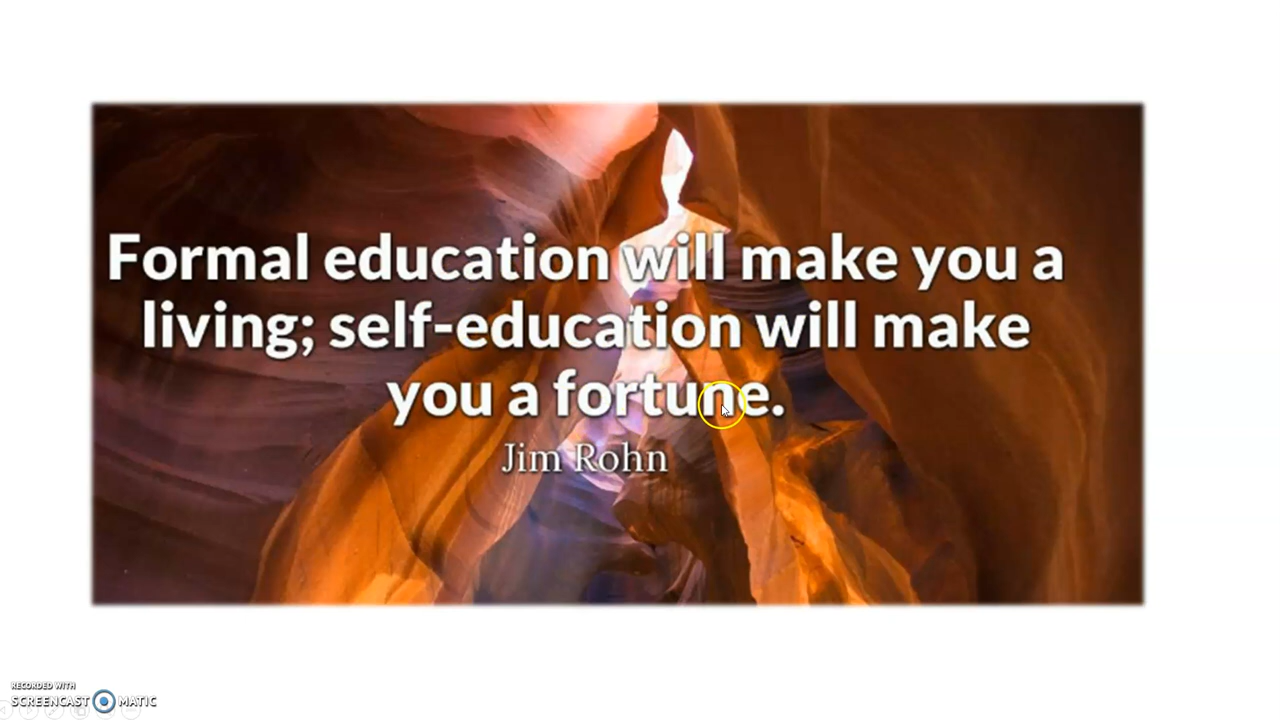 Formal education will make you a
living; self-education will make
you a fortune.
Jim Rohn
RECORDED WITH
SCREENCAST MATIC